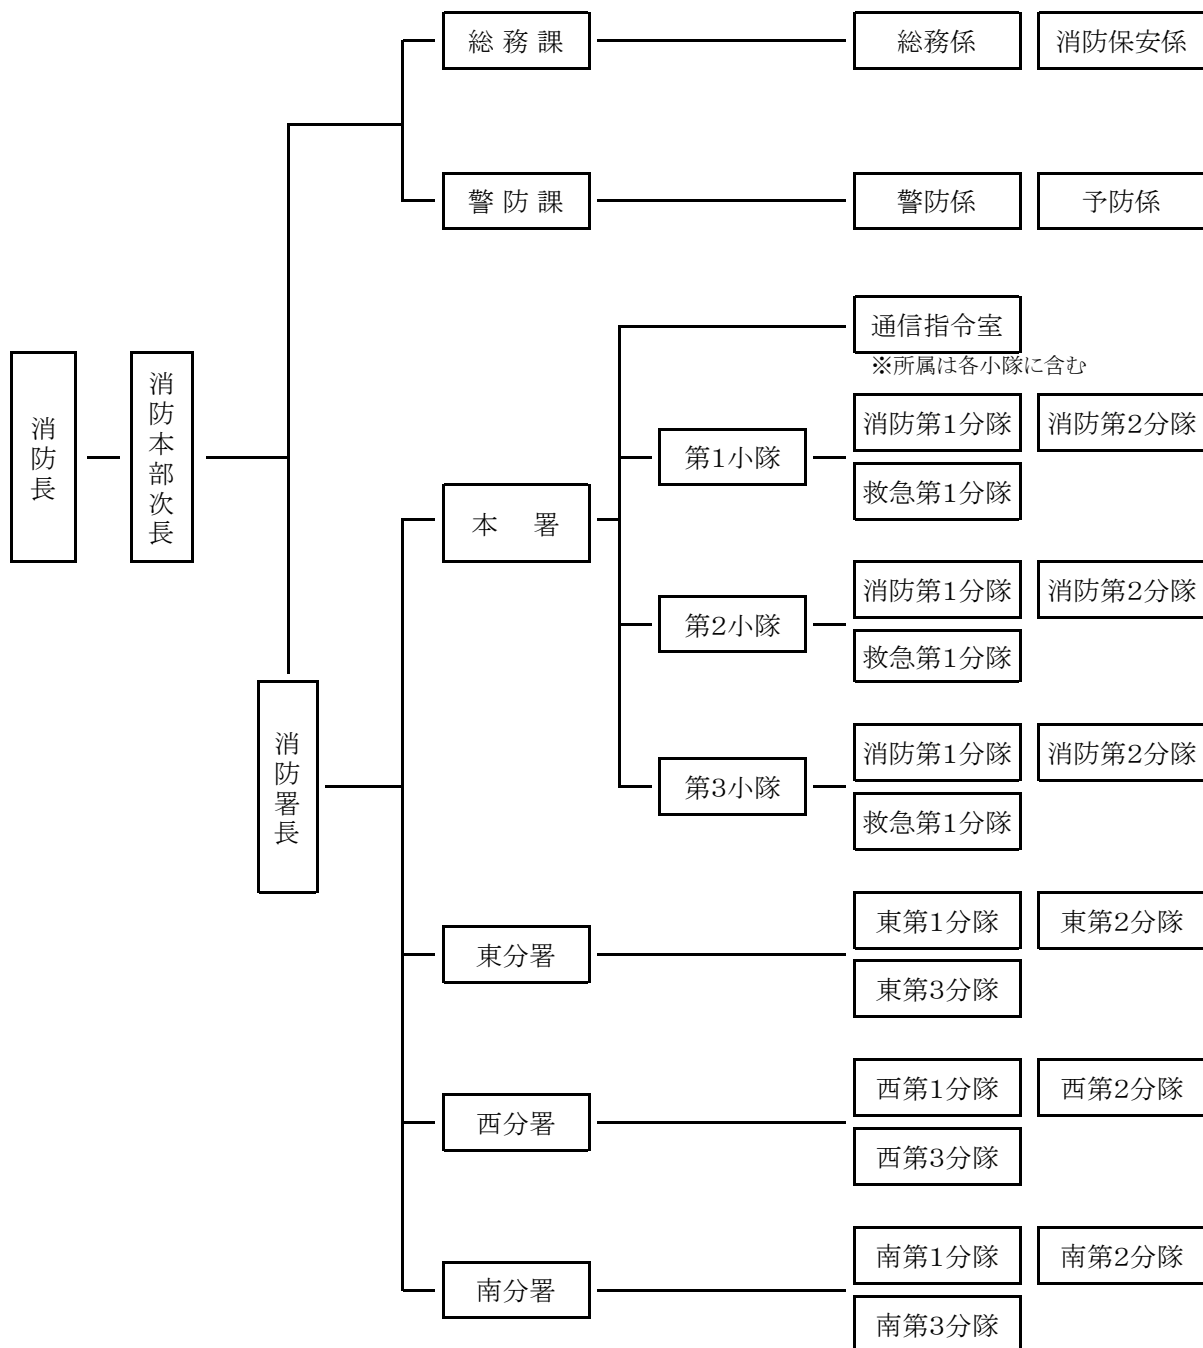 総務課
総務係
消防保安係
警防課
警防係
予防係
通信指令室
※所属は各小隊に含む
消防長
消防本部次長
消防第1分隊
消防第2分隊
第1小隊
救急第1分隊
本 署
消防第1分隊
消防第2分隊
第2小隊
救急第1分隊
消防署長
消防第1分隊
消防第2分隊
第3小隊
救急第1分隊
東第1分隊
東第2分隊
東分署
東第3分隊
西第1分隊
西第2分隊
西分署
西第3分隊
南第1分隊
南第2分隊
南分署
南第3分隊